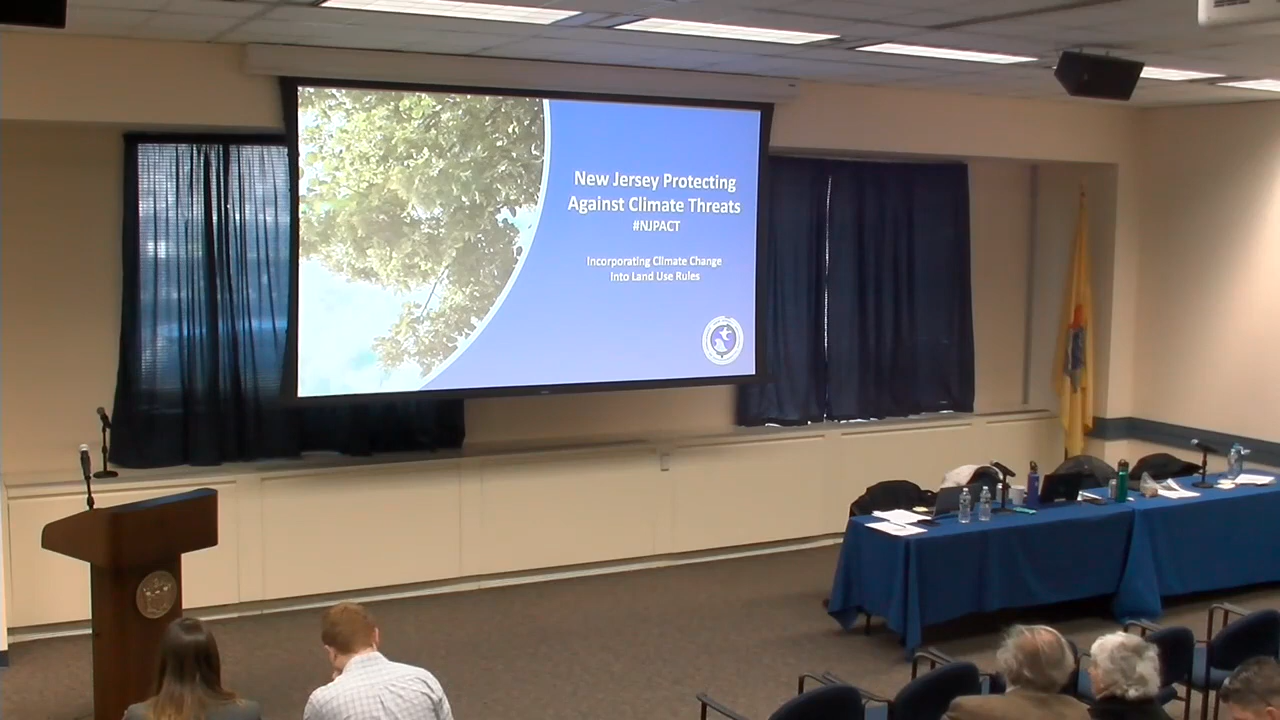 New Jersey Protecting
Against Climate Threats
#NJPACT
Incorporating Climate Change
Into Land Use Rules